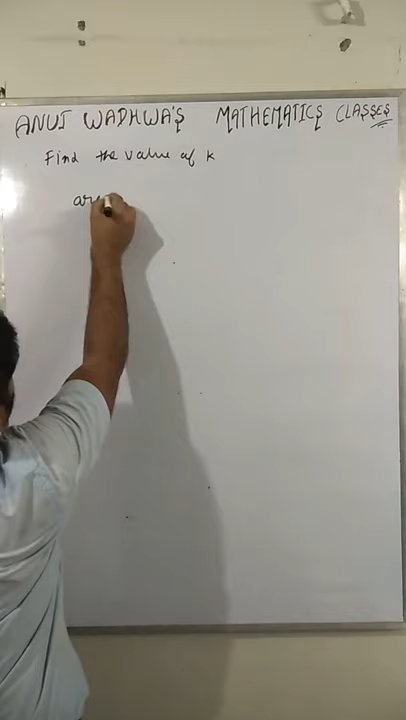 ANUJ WADHWA'S MATHEMATICS CLASSES
Find the value of k